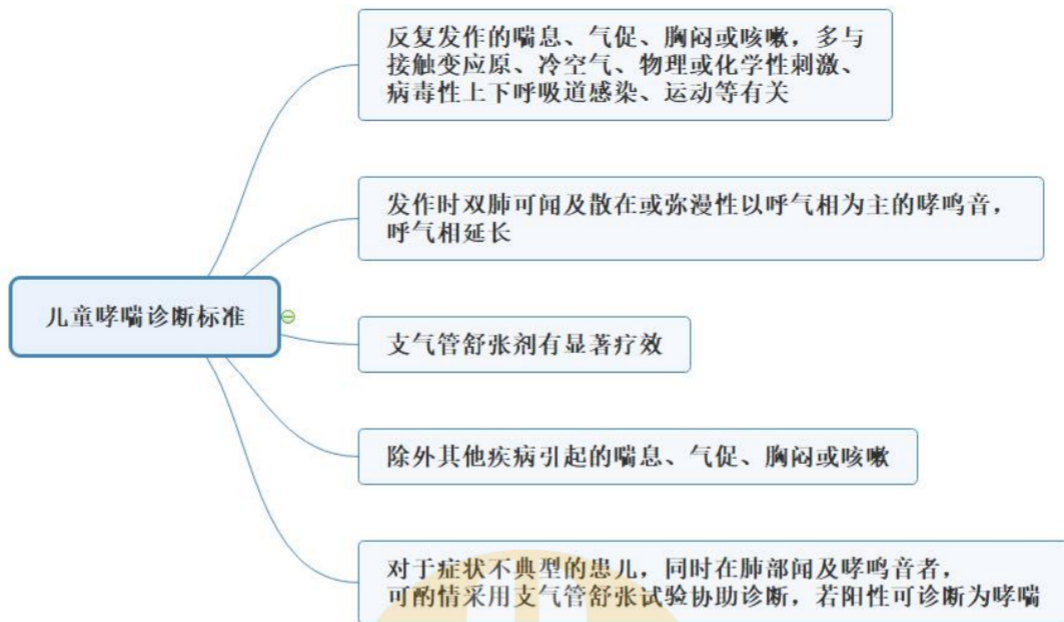 反复发作的喘息、气促、胸闷或咳嗽，多与
接触变应原、冷空气、物理或化学性刺激、
病毒性上下呼吸道感染、运动等有关
发作时双肺可闻及散在或弥漫性以呼气相为主的哮鸣音，
呼气相延长
儿童哮喘诊断标准
支气管舒张剂有显著疗效
除外其他疾病引起的喘息、气促、胸闷或咳嗽
对于症状不典型的患儿，同时在肺部闻及哮鸣音者，
可酌情采用支气管舒张试验协助诊断，若阳性可诊断为哮喘